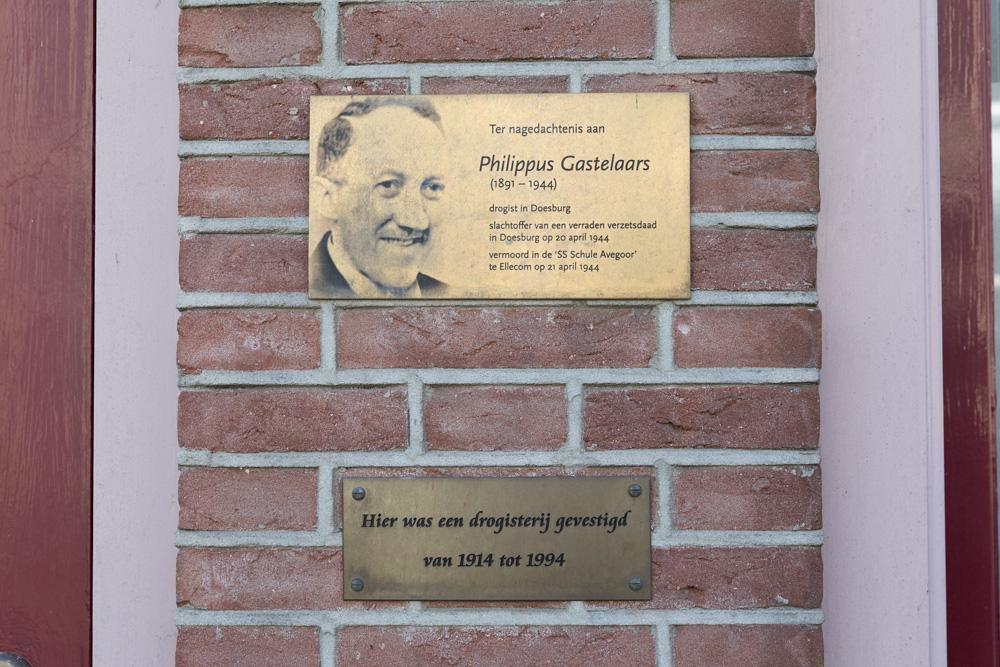 Ter nagedachtenis aan
Philippus Gastelaars
(1891 – 1944)
drogist in Doesburg
slachtoffer van een verraden verzetsdaad
in Doesburg op 20 april 1944
vermoord in de ‘SS Schule Avegoor’
te Ellecom op 21 april 1944
Hier was een drogisterij gevestigd
van 1914 tot 1994